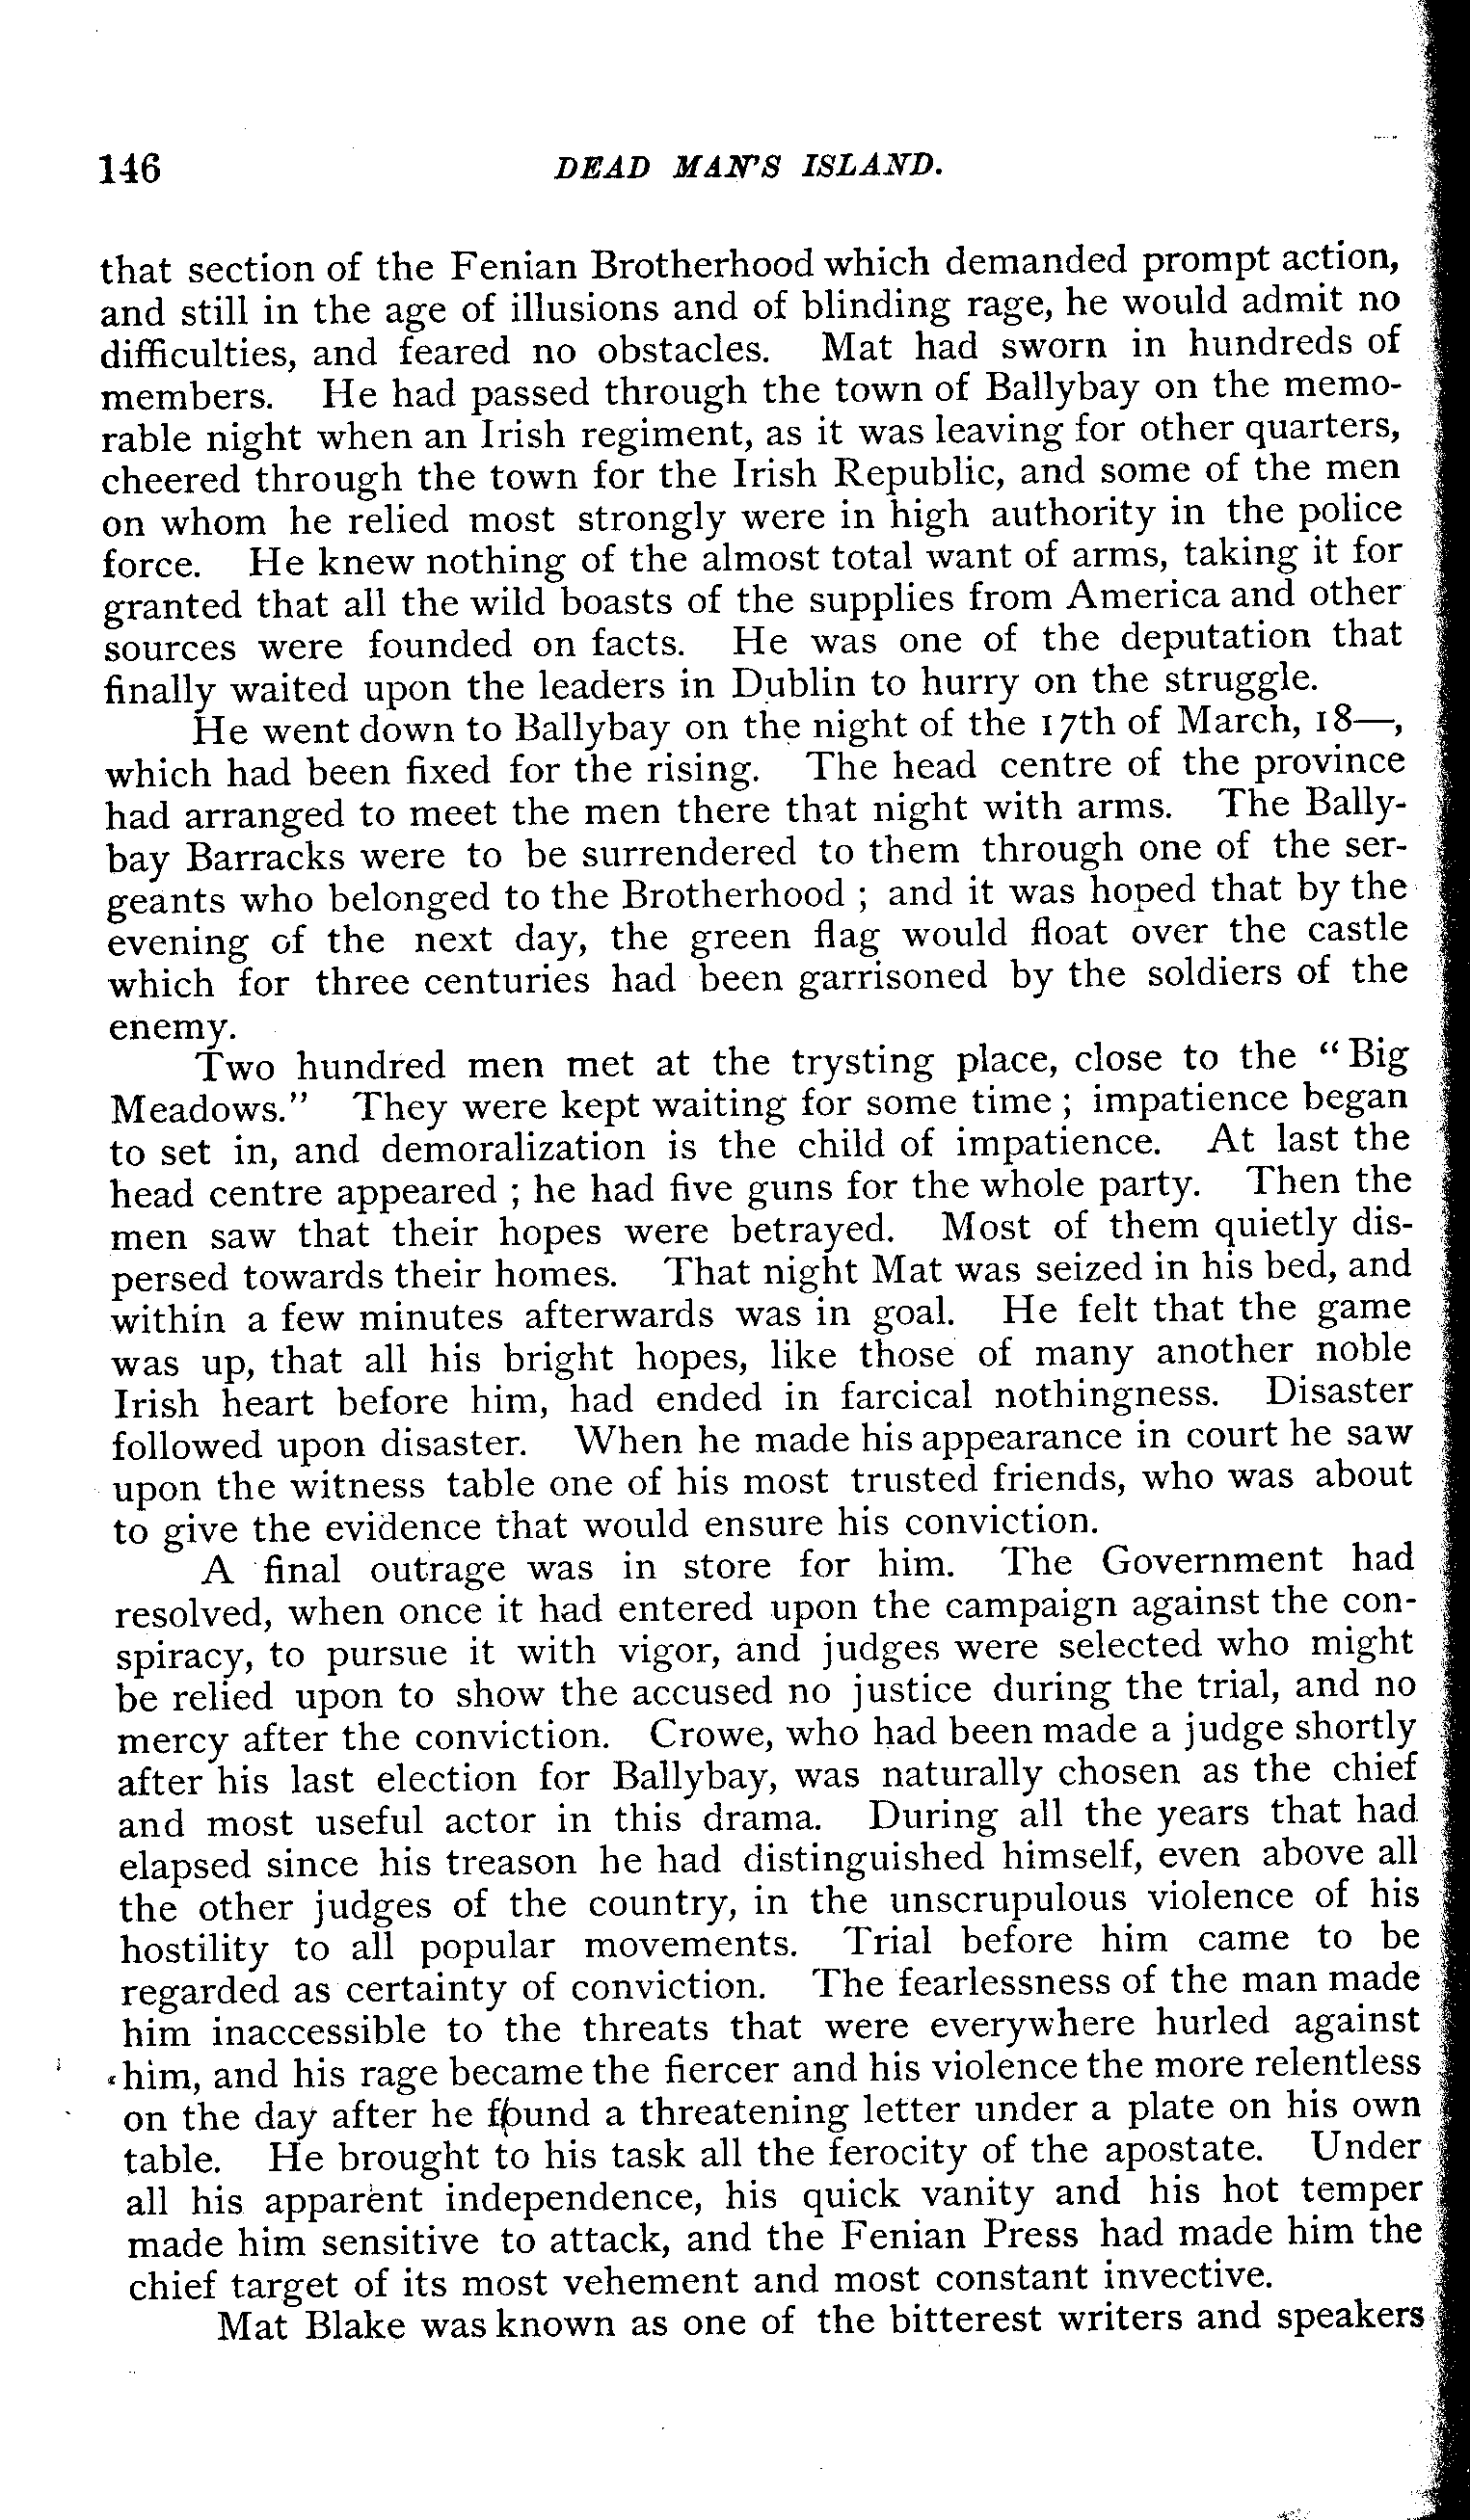 146 DEAD MAN'S ISLAND.
that section of the Fenian Brotherhood which demanded prompt action,
and still in the age of illusions and of blinding rage, he would admit no
difficulties, and feared no obstacles. Mat had sworn in hundreds of
members. He had passed through the town of Ballybay on the memo-
rable night when an Irish regiment, as it was leaving for other quarters,
cheered through the town for the Irish Republic, and some of the men
on whom he relied most strongly were in high authority in the police
force. He knew nothing of the almost total want of arms, taking it for
granted that all the wild boasts of the supplies from America and other
sources were founded on facts. He was one of the deputation that
finally waited upon the leaders in Dublin to hurry on the struggle.
He went down to Ballybay on the night of the 17th of March, 18—,
which had been fixed for the rising. The head centre of the province
had arranged to meet the men there that night with arms. The Bally-
bay Barracks were to be surrendered to them through one of the ser-
geants who belonged to the Brotherhood ; and it was hoped that by the
evening of the next day, the green flag would float over the castle
which for three centuries had been garrisoned by the soldiers of the
enemy.
Two hundred men met at the trysting place, close to the "Big
Meadows." They were kept waiting for some time ; impatience began
to set in, and demoralization is the child of impatience. At last the
head centre appeared ; he had five guns for the whole party. Then the
men saw that their hopes were betrayed. Most of them quietly dis-
persed towards their homes. That night Mat was seized in his bed, and
within a few minutes afterwards was in goal. He felt that the game
was up, that all his bright hopes, like those of many another noble
Irish heart before him, had ended in farcical nothingness. Disaster
followed upon disaster. When he made his appearance in court he saw
upon the witness table one of his most trusted friends, who was about
to give the evidence that would ensure his conviction.
A final outrage was in store for him. The Government had
resolved, when once it had entered upon the campaign against the con-
spiracy, to pursue it with vigor, and judges were selected who might
be relied upon to show the accused no justice during the trial, and no
mercy after the conviction. Crowe, who had been made a judge shortly
after his last election for Ballybay, was naturally chosen as the chief
and most useful actor in this drama. During all the years that had
elapsed since his treason he had distinguished himself, even above all
the other judges of the country, in the unscrupulous violence of his
hostility to all popular movements. Trial before him came to be
regarded as certainty of conviction. The fearlessness of the man made
him inaccessible to the threats that were everywhere hurled against
him, and his rage became the fiercer and his violence the more relentless
on the day after he found a threatening letter under a plate on his own
table. He brought to his task all the ferocity of the apostate. Under
all his apparent independence, his quick vanity and his hot temper
made him sensitive to attack, and the Fenian Press had made him the
chief target of its most vehement and most constant invective.
Mat Blake was known as one of the bitterest writers and speakers